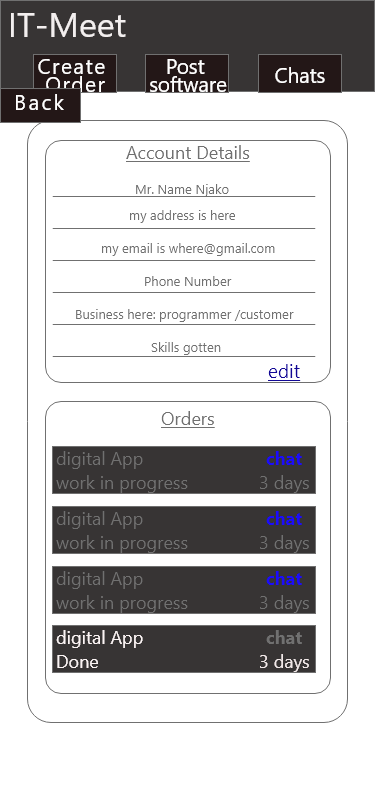 IT-Meet
Create Order
Post software
Chats
Back
Account Details
Mr. Name Njako
my address is here
my email is where@gmail.com
Phone Number
Business here: programmer /customer
Skills gotten
edit
Orders
digital App chat
work in progress 3 days
digital App chat
work in progress 3 days
digital App chat
work in progress 3 days
digital App chat
Done 3 days